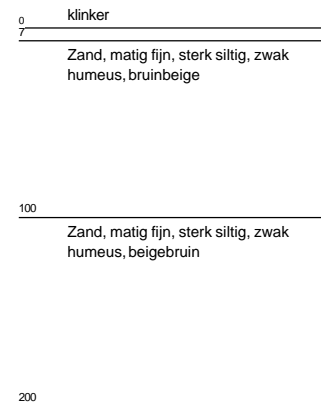 klinker
0
7
Zand, matig fijn, sterk siltig, zwak
humeus, bruinbeige
100
Zand, matig fijn, sterk siltig, zwak
humeus, beigebruin
200